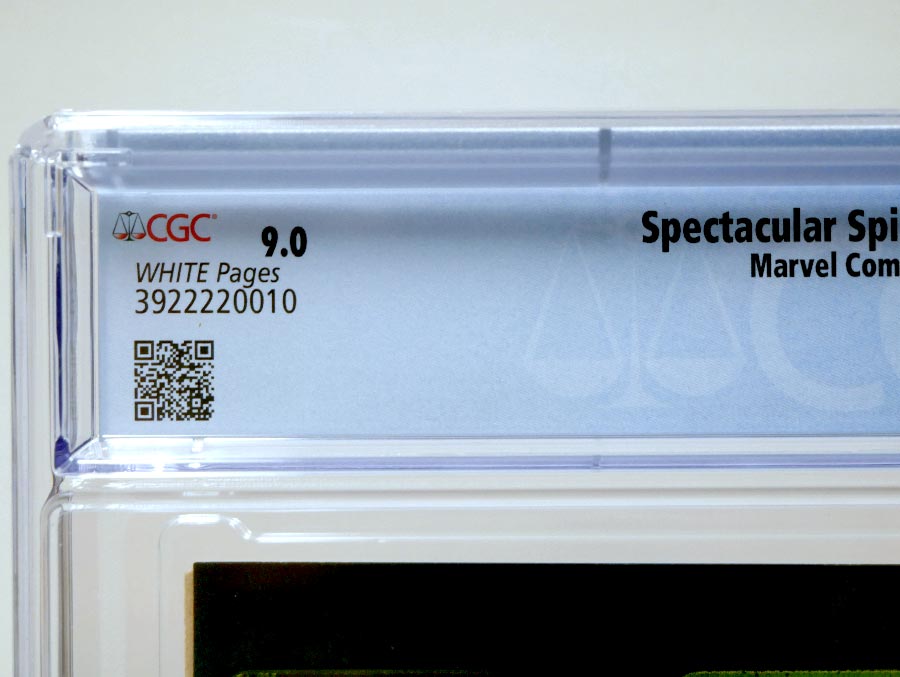 CGC® 9.0
WHITE Pages
3922220010
Spectacular Spi
Marvel Com
C